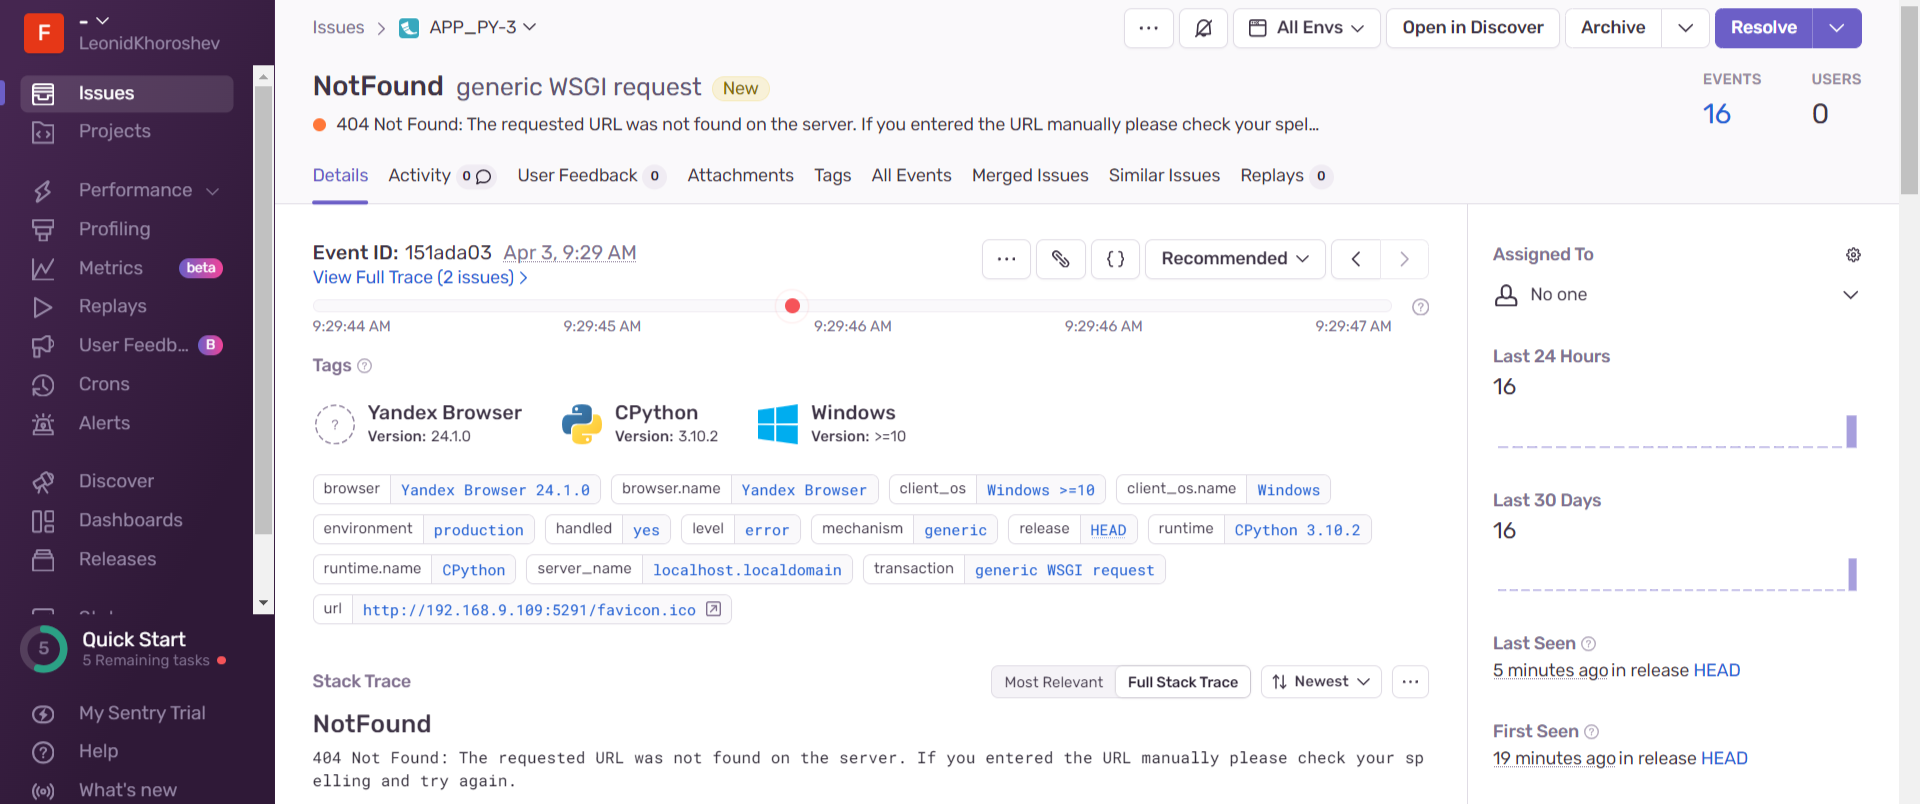 F
-
LeonidKhoroshev
Issues
Projects
Performance
Profiling
Metrics beta
Replays
User Feedb... B
Crons
Alerts
Discover
Dashboards
Releases
5
Quick Start
5 Remaining tasks
My Sentry Trial
Help
What's new
Issues > APP_PY-3
... All Envs Open in Discover Archive Resolve
NotFound generic WSGI request New
EVENTS USERS
16 0
404 Not Found: The requested URL was not found on the server. If you entered the URL manually please check your spel...
Details Activity 0 User Feedback 0 Attachments Tags All Events Merged Issues Similar Issues Replays 0
Event ID: 151ada03 Apr 3, 9:29 AM
View Full Trace (2 issues) >
... {} Recommended < >
9:29:44 AM 9:29:45 AM 9:29:46 AM 9:29:46 AM 9:29:47 AM
?
Tags ?
? Yandex Browser CPython Windows
Version: 24.1.0 Version: 3.10.2 Version: >=10
browser Yandex Browser 24.1.0 browser.name Yandex Browser client_os Windows >=10 client_os.name Windows
environment production handled yes level error mechanism generic release HEAD runtime CPython 3.10.2
runtime.name CPython server_name localhost.localdomain transaction generic WSGI request
url http://192.168.9.109:5291/favicon.ico
Stack Trace
Most Relevant Full Stack Trace Newest ...
NotFound
404 Not Found: The requested URL was not found on the server. If you entered the URL manually please check your sp
elling and try again.
Assigned To
No one
Last 24 Hours
16
Last 30 Days
16
Last Seen ?
5 minutes ago in release HEAD
First Seen ?
19 minutes ago in release HEAD